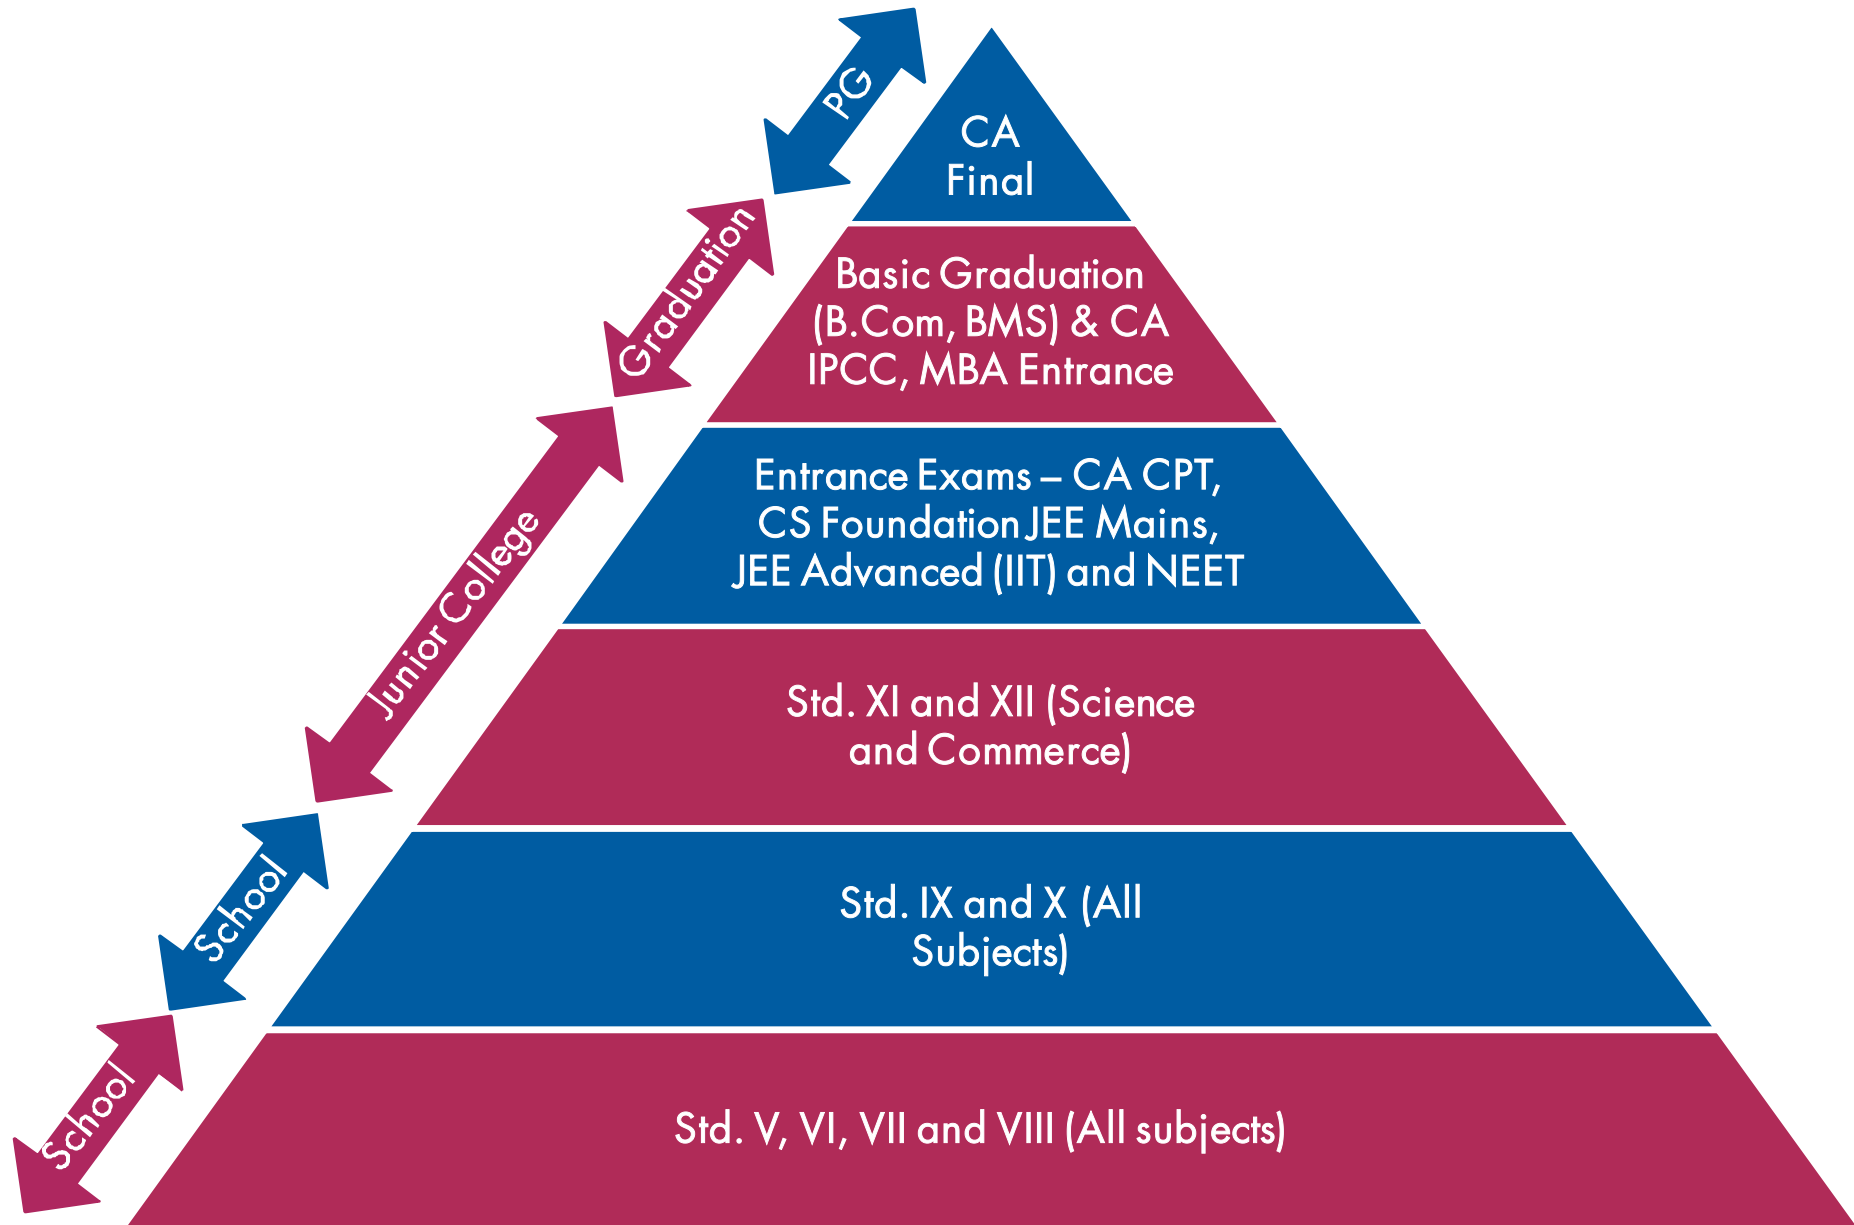 PG
CA
Final
Graduation
Basic Graduation
(B.Com, BMS) & CA
IPCC, MBA Entrance
Junior College
Entrance Exams – CA CPT,
CS Foundation JEE Mains,
JEE Advanced (IIT) and NEET
Std. XI and XII (Science
and Commerce)
School
Std. IX and X (All
Subjects)
School
Std. V, VI, VII and VIII (All subjects)